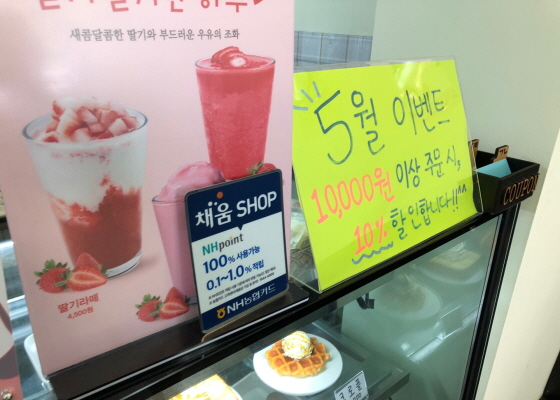 새콤달콤한 딸기와 부드러운 우유의 조화
딸기라떼
4,500원
채움 SHOP
NHpoint
100% 사용가능
0.1~1.0% 적립
NH농협카드
5월 이벤트
10,000원 이상 주문 시,
10% 할인합니다!!^^
COUPON